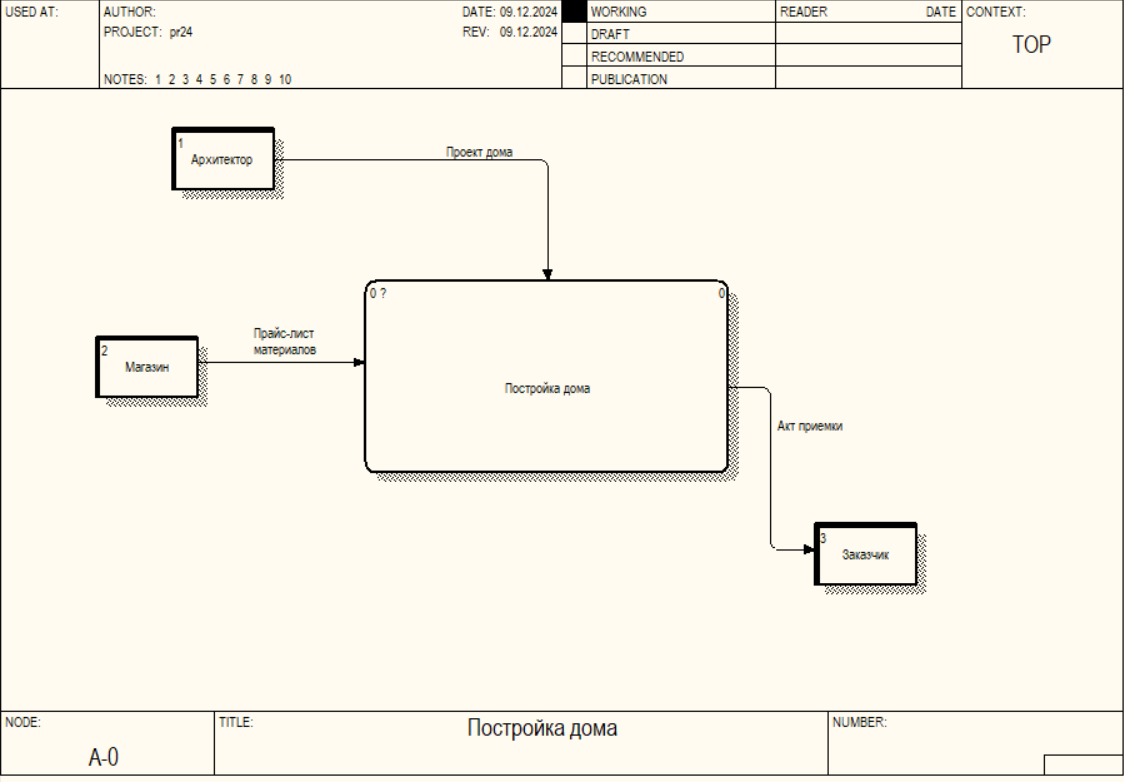 USED AT:
AUTHOR:
DATE: 09.12.2024
WORKING
READER
DATE
CONTEXT:
PROJECT: pr24
REV: 09.12.2024
DRAFT
TOP
RECOMMENDED
NOTES: 1 2 3 4 5 6 7 8 9 10
PUBLICATION
1
Архитектор
Проект дома
0 ?
0
Прайс-лист
материалов
2
Магазин
Постройка дома
Акт приемки
3
Заказчик
NODE:
TITLE:
Постройка дома
NUMBER:
A-0